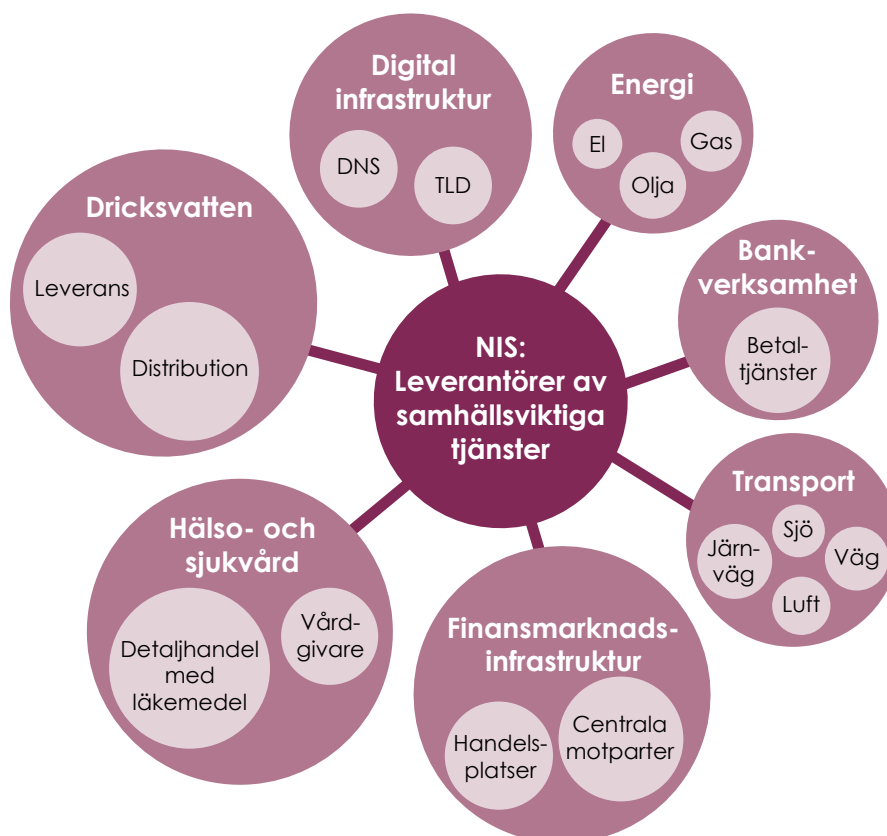 Digital
infrastruktur
DNS
TLD
Energi
El
Gas
Olja
Dricksvatten
Leverans
Distribution
Bank-
verksamhet
Betal-
tjänster
NIS:
Leverantörer av
samhällsviktiga
tjänster
Transport
Sjö
Järn-
väg
Väg
Luft
Hälso- och
sjukvård
Detaljhandel
med
läkemedel
Vård-
givare
Finansmarknads-
infrastruktur
Handels-
platser
Centrala
motparter